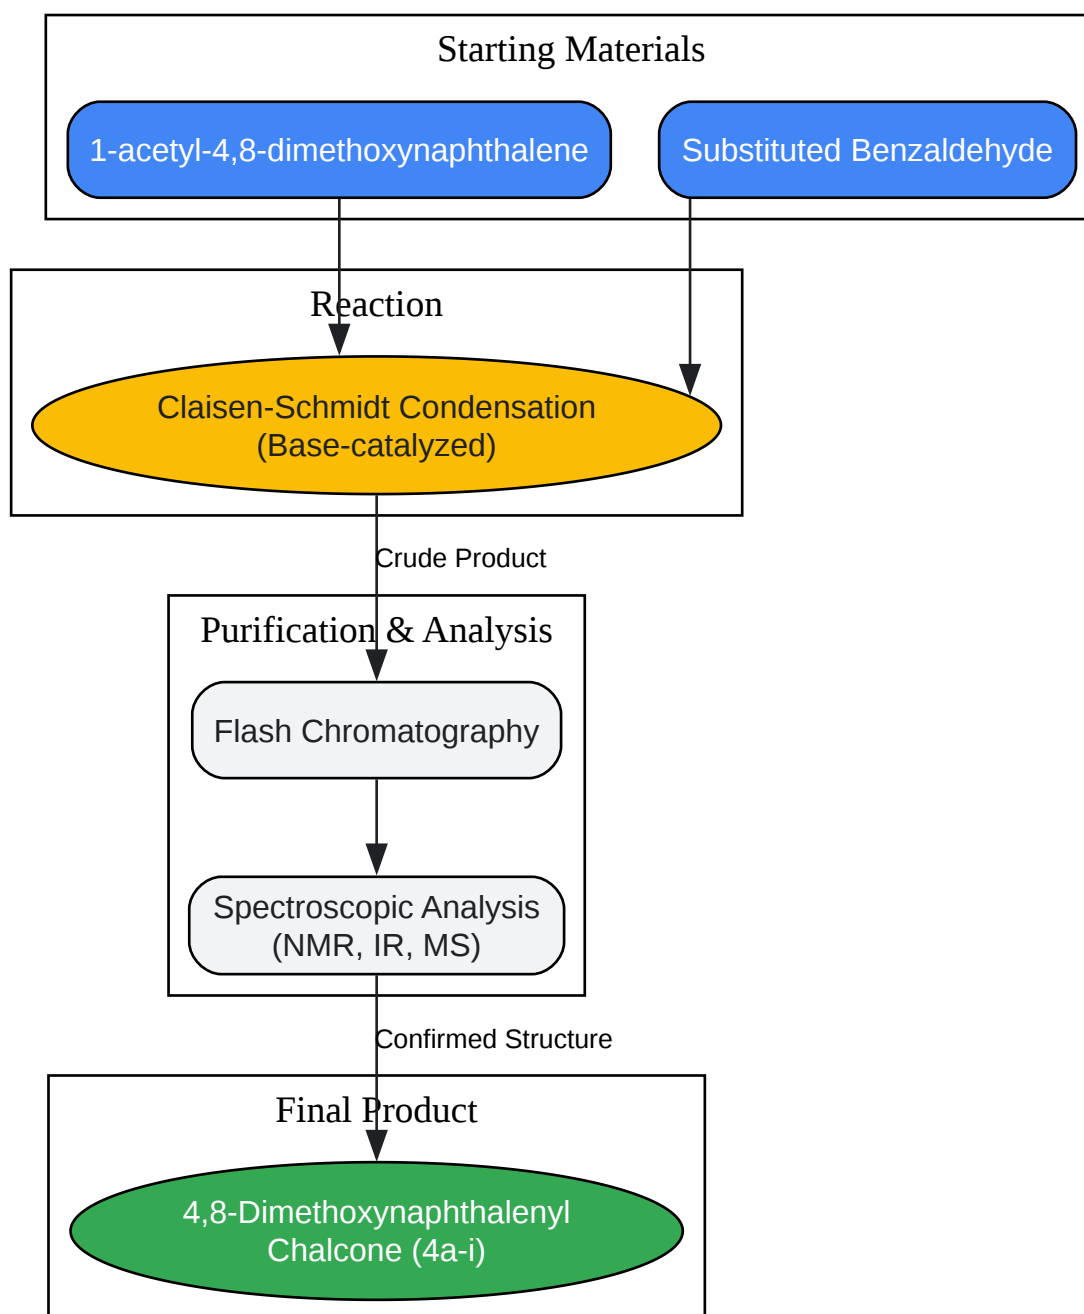 Starting Materials
1-acetyl-4,8-dimethoxynaphthalene
Substituted Benzaldehyde
Reaction
Claisen-Schmidt Condensation
(Base-catalyzed)
Crude Product
Purification & Analysis
Flash Chromatography
Spectroscopic Analysis
(NMR, IR, MS)
Confirmed Structure
Final Product
4,8-Dimethoxynaphthalenyl
Chalcone (4a-i)